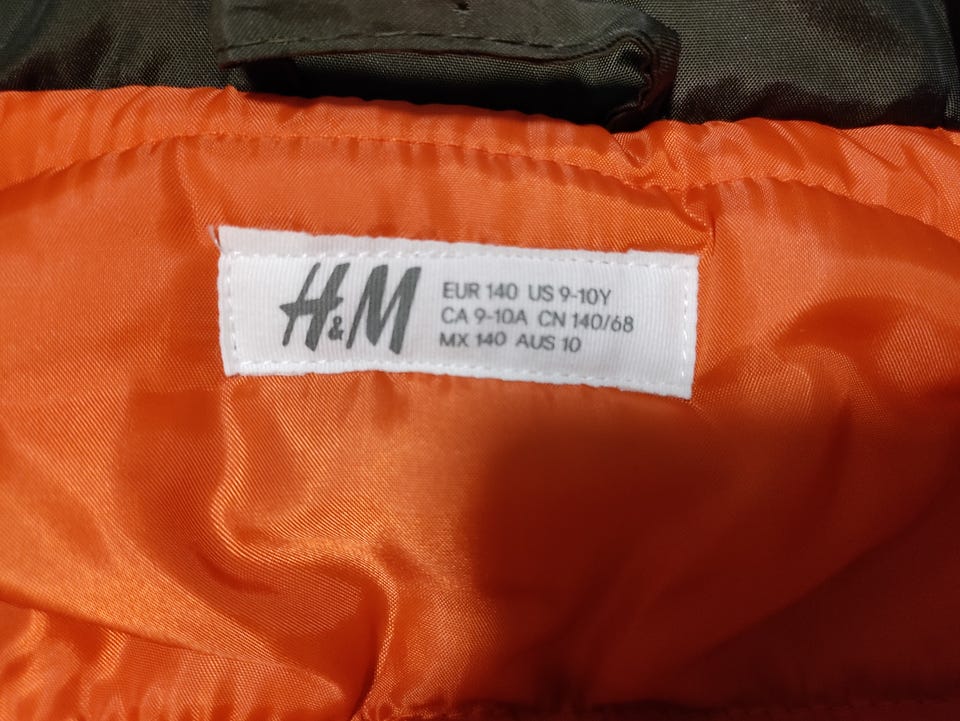 H&M
EUR 140 US 9-10Y
CA 9-10A CN 140/68
MX 140 AUS 10